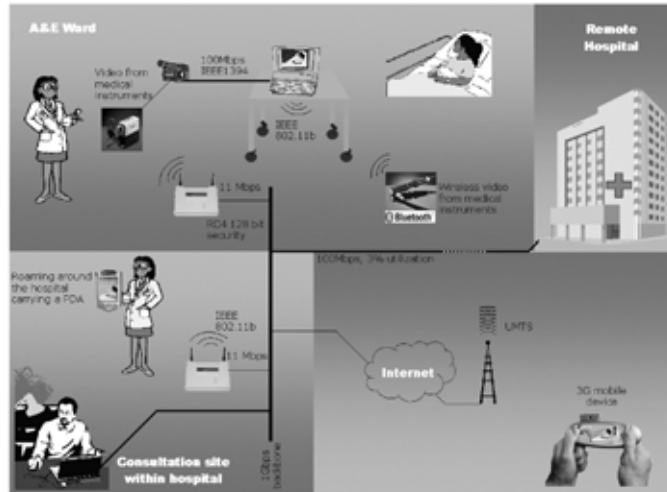 A&E Ward
Remote
Hospital
Video from
medical
instruments
100Mbps
IEEE1394
IEEE
802.11b
11 Mbps
RC4 128 bit
security
Bluetooth
Wireless video
from medical
instruments
100Mbps, 3% utilization
Roaming around
the hospital
carrying a PDA
IEEE
802.11b
11 Mbps
UMTS
Internet
3G mobile
device
Consultation site
within hospital
1Gbps
backbone